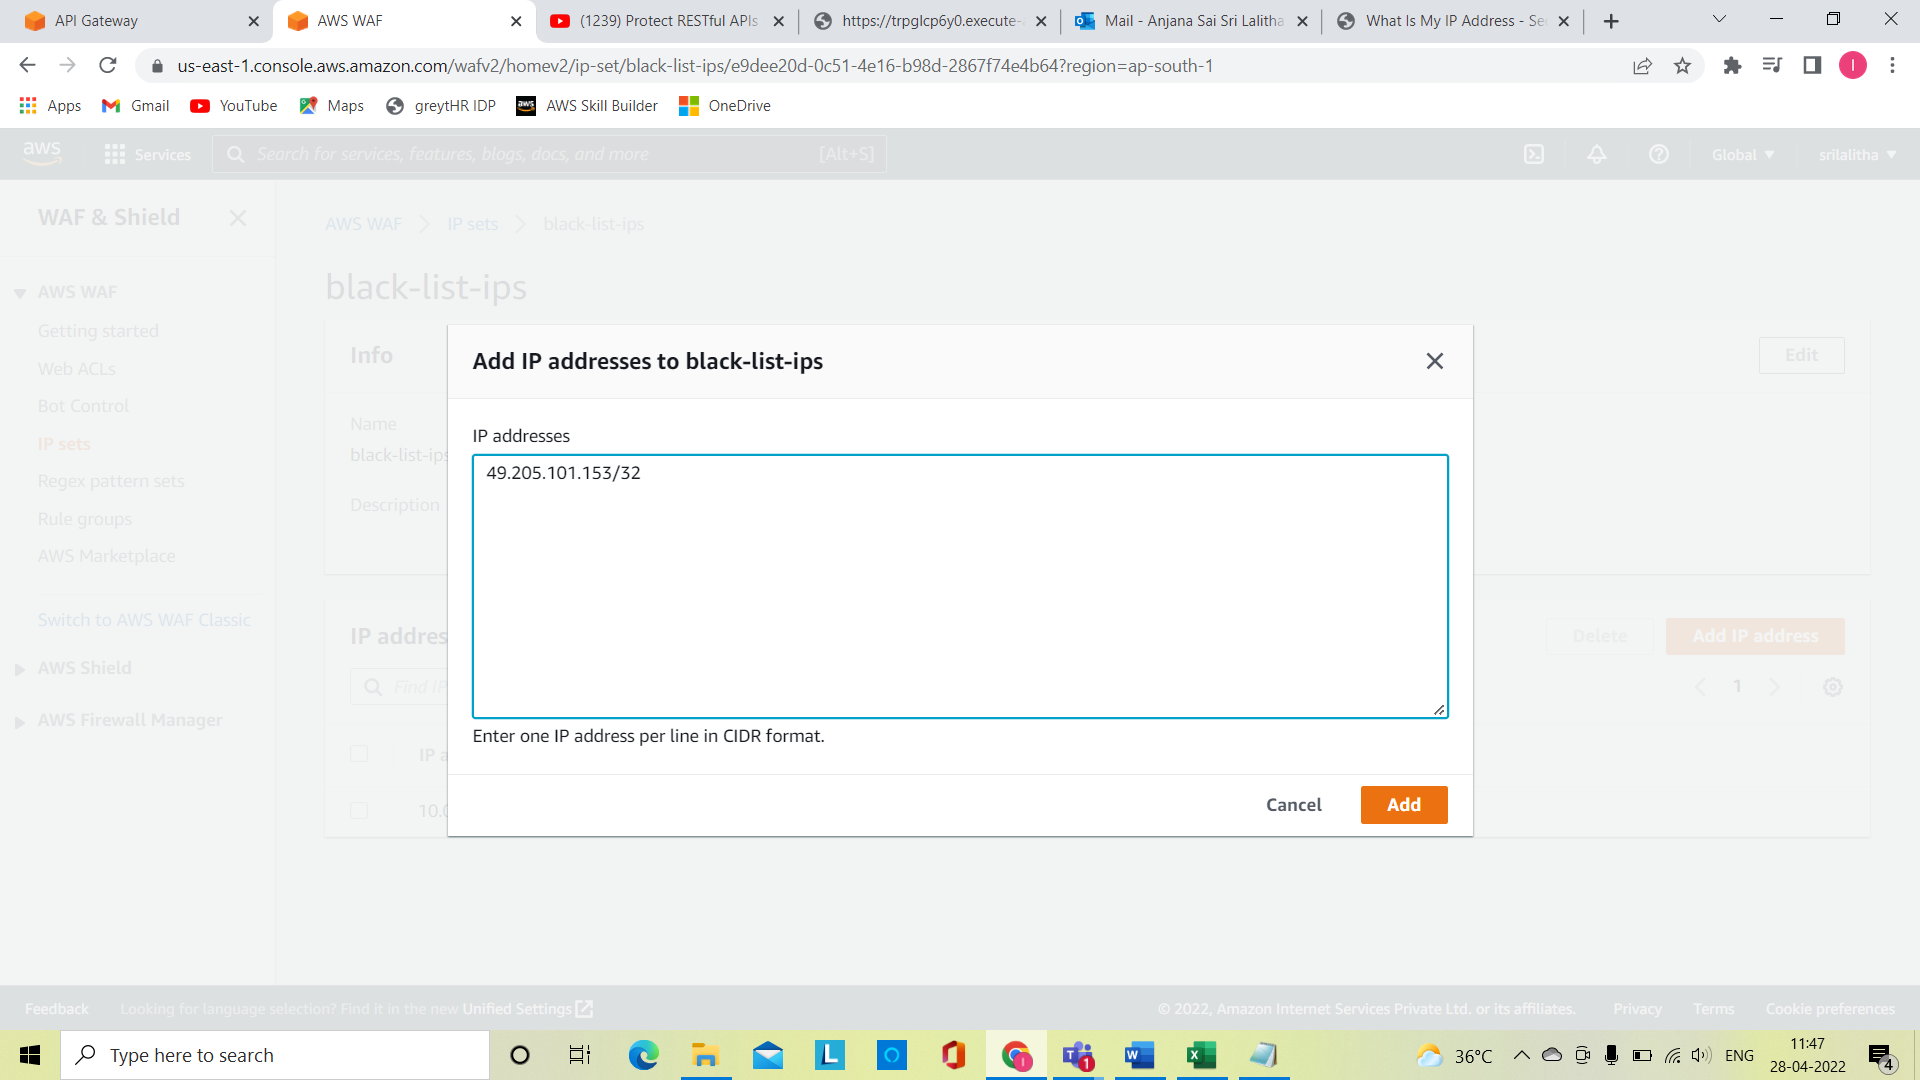 API Gateway
AWS WAF
(1239) Protect RESTful APIs
https://trpglcp6y0.execute-
Mail - Anjana Sai Sri Lalitha
What Is My IP Address - Se
us-east-1.console.aws.amazon.com/wafv2/homev2/ip-set/black-list-ips/e9dee20d-0c51-4e16-b98d-2867f74e4b64?region=ap-south-1
I
Apps
Gmail
YouTube
Maps
greytHR IDP
aws
AWS Skill Builder
OneDrive
aws
Services
Search for services, features, blogs, docs, and more
[Alt+S]
Global
srilalitha
WAF & Shield
AWS WAF
Getting started
Web ACLs
Bot Control
IP sets
Regex pattern sets
Rule groups
AWS Marketplace
Switch to AWS WAF Classic
AWS Shield
AWS Firewall Manager
AWS WAF
IP sets
black-list-ips
black-list-ips
Info
Edit
Name
black-list-ips
Description
IP addres
Delete
Add IP address
Find IP
1
IP a
10.0
Add IP addresses to black-list-ips
IP addresses
49.205.101.153/32
Enter one IP address per line in CIDR format.
Cancel
Add
Feedback
Looking for language selection? Find it in the new Unified Settings
© 2022, Amazon Internet Services Private Ltd. or its affiliates.
Privacy
Terms
Cookie preferences
Type here to search
36°C
ENG
11:47
28-04-2022
4